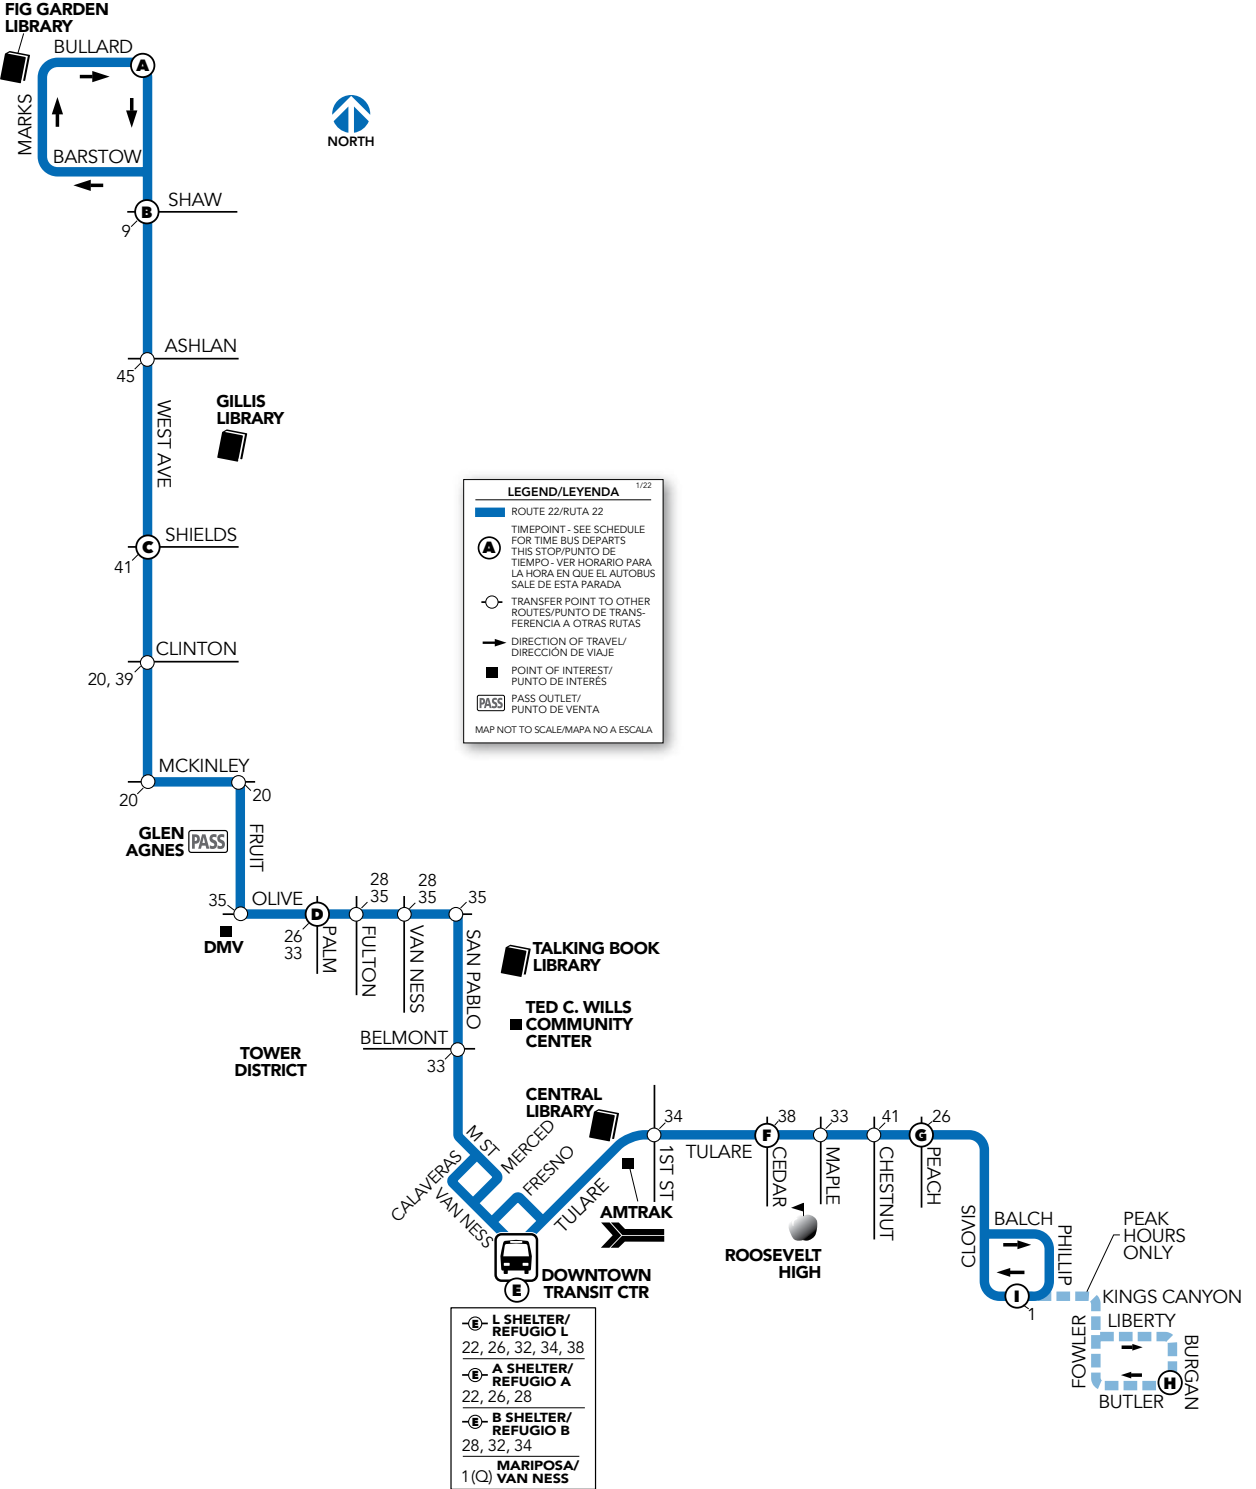 FIG GARDEN
LIBRARY
BULLARD
A
MARKS
BARSTOW
NORTH
SHAW
B
9
ASHLAN
45
WEST AVE
GILLIS
LIBRARY
LEGEND/LEYENDA 1/22
ROUTE 22/RUTA 22
A
TIMEPOINT - SEE SCHEDULE
FOR TIME BUS DEPARTS
THIS STOP/PUNTO DE
TIEMPO - VER HORARIO PARA
LA HORA EN QUE EL AUTOBUS
SALE DE ESTA PARADA
TRANSFER POINT TO OTHER
ROUTES/PUNTO DE TRANS-
FERENCIA A OTRAS RUTAS
DIRECTION OF TRAVEL/
DIRECCIÓN DE VIAJE
POINT OF INTEREST/
PUNTO DE INTERÉS
PASS
PASS OUTLET/
PUNTO DE VENTA
MAP NOT TO SCALE/MAPA NO A ESCALA
SHIELDS
C
41
CLINTON
20, 39
MCKINLEY
20
20
GLEN
AGNES
PASS
FRUIT
35
OLIVE
DMV
D
26
33
PALM
28
35
FULTON
28
35
VAN NESS
35
SAN PABLO
TALKING BOOK
LIBRARY
TED C. WILLS
COMMUNITY
CENTER
BELMONT
33
TOWER
DISTRICT
CENTRAL
LIBRARY
M ST
MERCED
FRESNO
CALAVERAS
VAN NESS
TULARE
AMTRAK
34
1ST ST
TULARE
F
38
CEDAR
33
MAPLE
41
CHESTNUT
G
26
PEACH
ROOSEVELT
HIGH
CLOVIS
BALCH
PHILLIP
PEAK
HOURS
ONLY
I
1
KINGS CANYON
LIBERTY
FOWLER
BURGAN
H
BUTLER
E
DOWNTOWN
TRANSIT CTR
E L SHELTER/
REFUGIO L
22, 26, 32, 34, 38
E A SHELTER/
REFUGIO A
22, 26, 28
E B SHELTER/
REFUGIO B
28, 32, 34
MARIPOSA/
1 (Q) VAN NESS